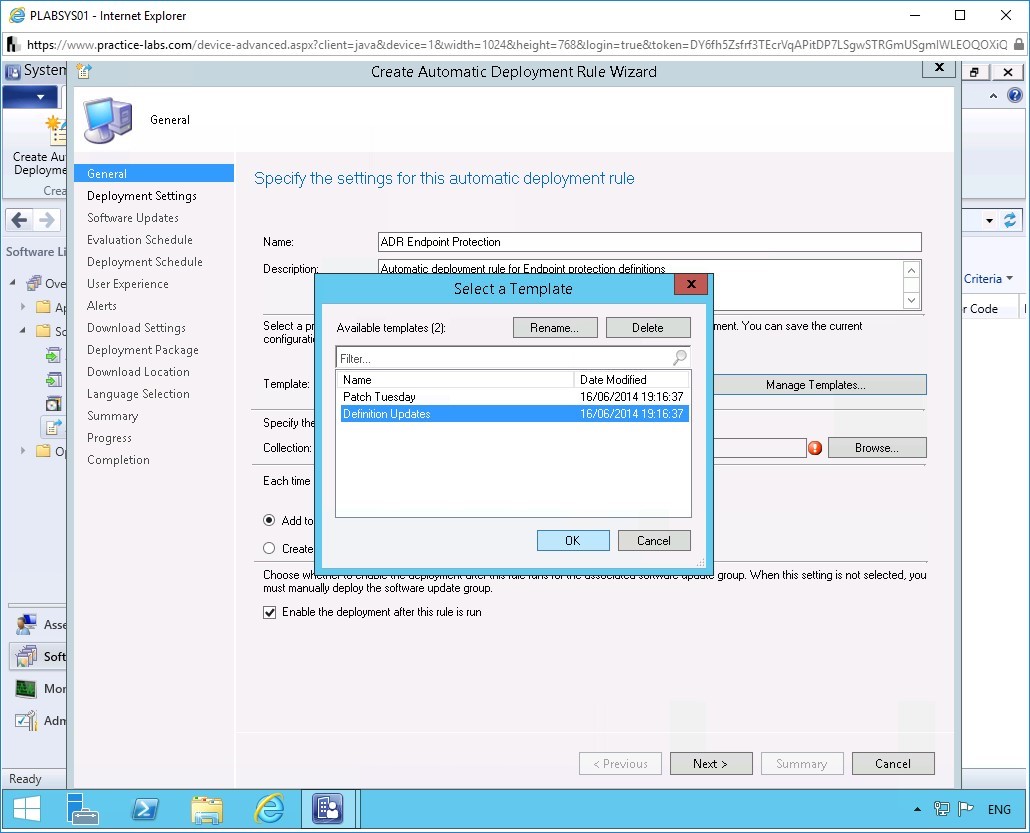 PLABSYS01 - Internet Explorer
https://www.practice-labs.com/device-advanced.aspx?client=java&device=1&width=1024&height=768&login=true&token=DY6fh5Zsfrf3TEcrVqAPitDP7LSgwSTRGmUSgmIWLEOQOXiQ
System
Create Automatic Deployment Rule Wizard
General
Create Au
Deployme
Crea
Software Li
Ove
Ap
So
Op
Asse
Soft
Mor
Adm
Ready
General
Deployment Settings
Software Updates
Evaluation Schedule
Deployment Schedule
User Experience
Alerts
Download Settings
Deployment Package
Download Location
Language Selection
Summary
Progress
Completion
Specify the settings for this automatic deployment rule
Name: ADR Endpoint Protection
Description: Automatic deployment rule for Endpoint protection definitions
Select a pr ment. You can save the current
configuratio
Template: Manage Templates...
Specify the
Collection: Browse...
Each time
Add to
Create
Select a Template
Available templates (2): Rename... Delete
Filter...
Name Date Modified
Patch Tuesday 16/06/2014 19:16:37
Definition Updates 16/06/2014 19:16:37
OK Cancel
Choose whether to enable the deployment after this rule runs for the associated software update group. When this setting is not selected, you
must manually deploy the software update group.
Enable the deployment after this rule is run
< Previous Next > Summary Cancel
Criteria
r Code
ENG